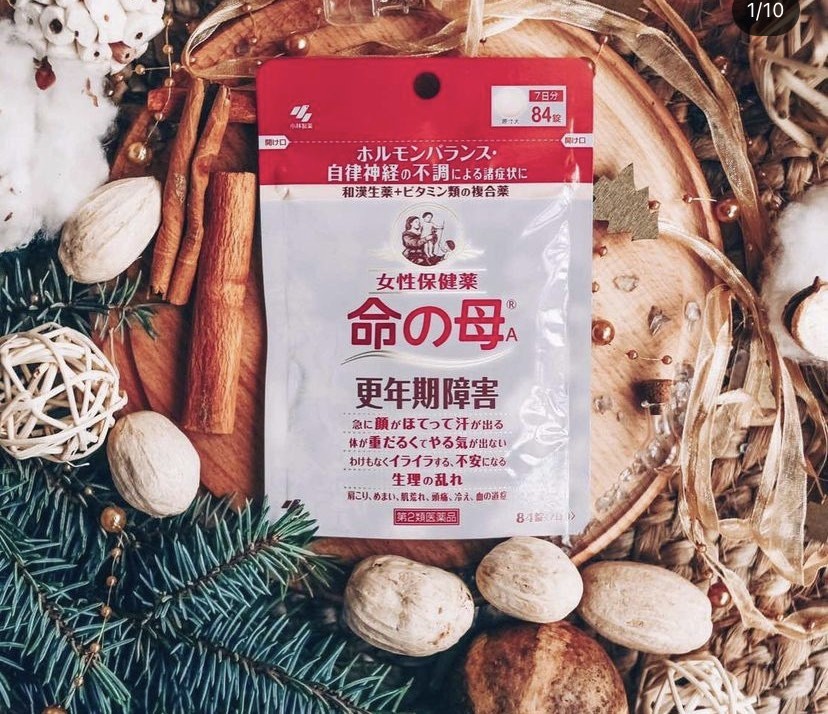 1/10
小林製薬
7日分
84錠
開け口
開け口
ホルモンバランス・
自律神経の不調による諸症状に
和漢生薬+ビタミン類の複合薬
女性保健薬
命の母®A
更年期障害
急に顔がほてって汗が出る
体が重だるくてやる気が出ない
わけもなくイライラする、不安になる
生理の乱れ
肩こり、めまい、肌荒れ、頭痛、冷え、血の道症
第2類医薬品
84錠